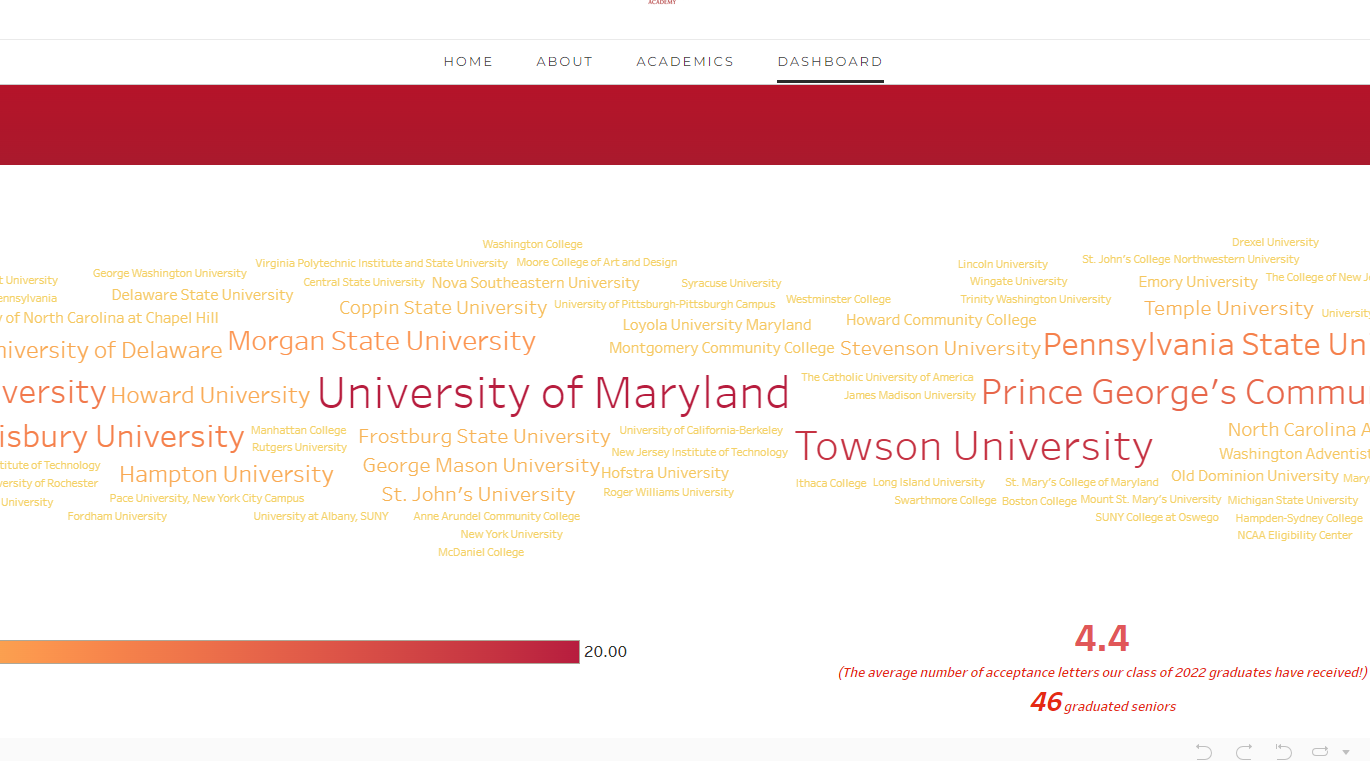 ACADEMY
HOME ABOUT ACADEMICS DASHBOARD
Drexel University
Washington College
St. John's College Northwestern University
Virginia Polytechnic Institute and State University Moore College of Art and Design
Lincoln University
George Washington University
The College of New Je
t University
Central State University Nova Southeastern University
Syracuse University
Wingate University
Emory University
Delaware State University
ennsylvania
Westminster College
Trinity Washington University
Coppin State University University of Pittsburgh-Pittsburgh Campus
Temple University
University
y of North Carolina at Chapel Hill
Loyola University Maryland
Howard Community College
niversity of Delaware
Morgan State University
Montgomery Community College
Stevenson University
Pennsylvania State Un
The Catholic University of America
versity
Howard University
University of Maryland
James Madison University
Prince George’s Commu
isbury University
Manhattan College
Frostburg State University
University of California-Berkeley
Towson University
North Carolina A
Rutgers University
New Jersey Institute of Technology
Washington Adventist
titute of Technology
George Mason University
Hampton University
Hofstra University
Old Dominion University Mary
versity of Rochester
Ithaca College Long Island University
St. Mary’s College of Maryland
St. John’s University
Roger Williams University
University
Pace University, New York City Campus
Swarthmore College Boston College Mount St. Mary’s University Michigan State University
Fordham University
University at Albany, SUNY
Anne Arundel Community College
SUNY College at Oswego
Hampden-Sydney College
New York University
NCAA Eligibility Center
McDaniel College
4.4
20.00
(The average number of acceptance letters our class of 2022 graduates have received!)
46 graduated seniors